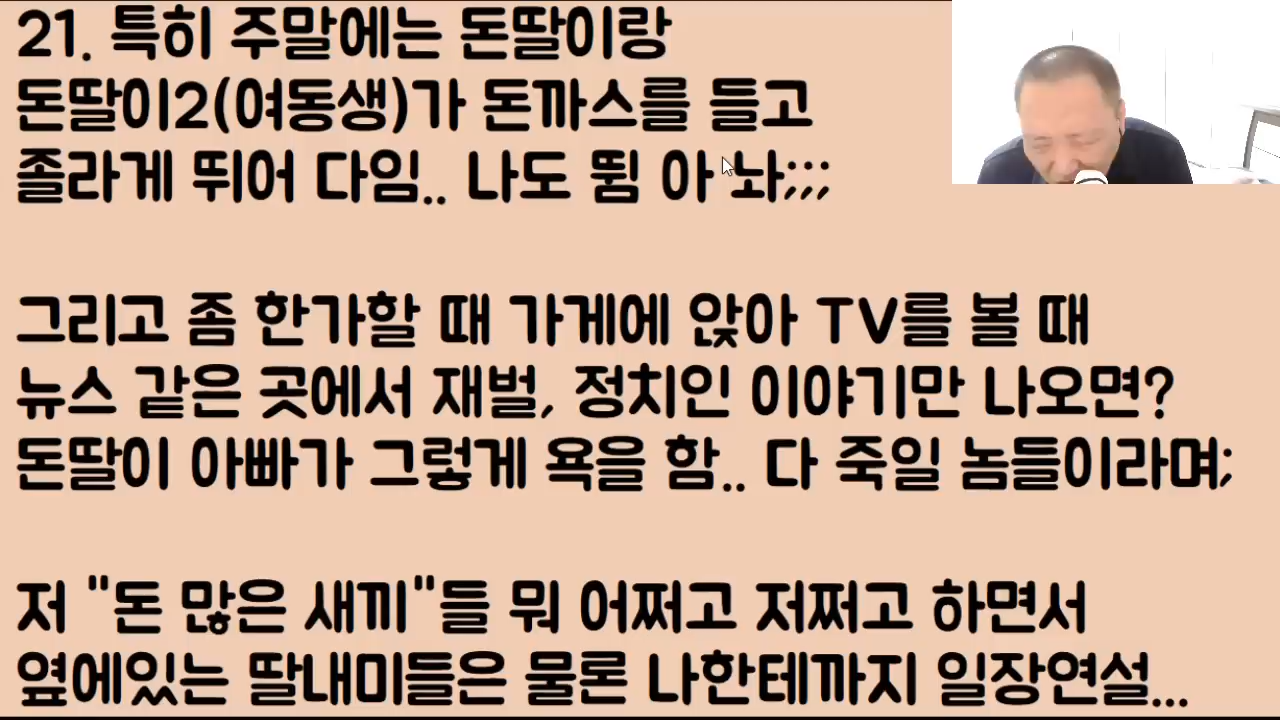 21. 특히 주말에는 돈딸이랑
돈딸이2(여동생)가 돈까스를 들고
졸라게 뛰어 다임.. 나도 뜀 아 놔;;;
그리고 좀 한가할 때 가게에 앉아 TV를 볼 때
뉴스 같은 곳에서 재벌, 정치인 이야기만 나오면?
돈딸이 아빠가 그렇게 욕을 함.. 다 죽일 놈들이라며;
저 "돈 많은 새끼"들 뭐 어쩌고 저쩌고 하면서
옆에있는 딸내미들은 물론 나한테까지 일장연설...